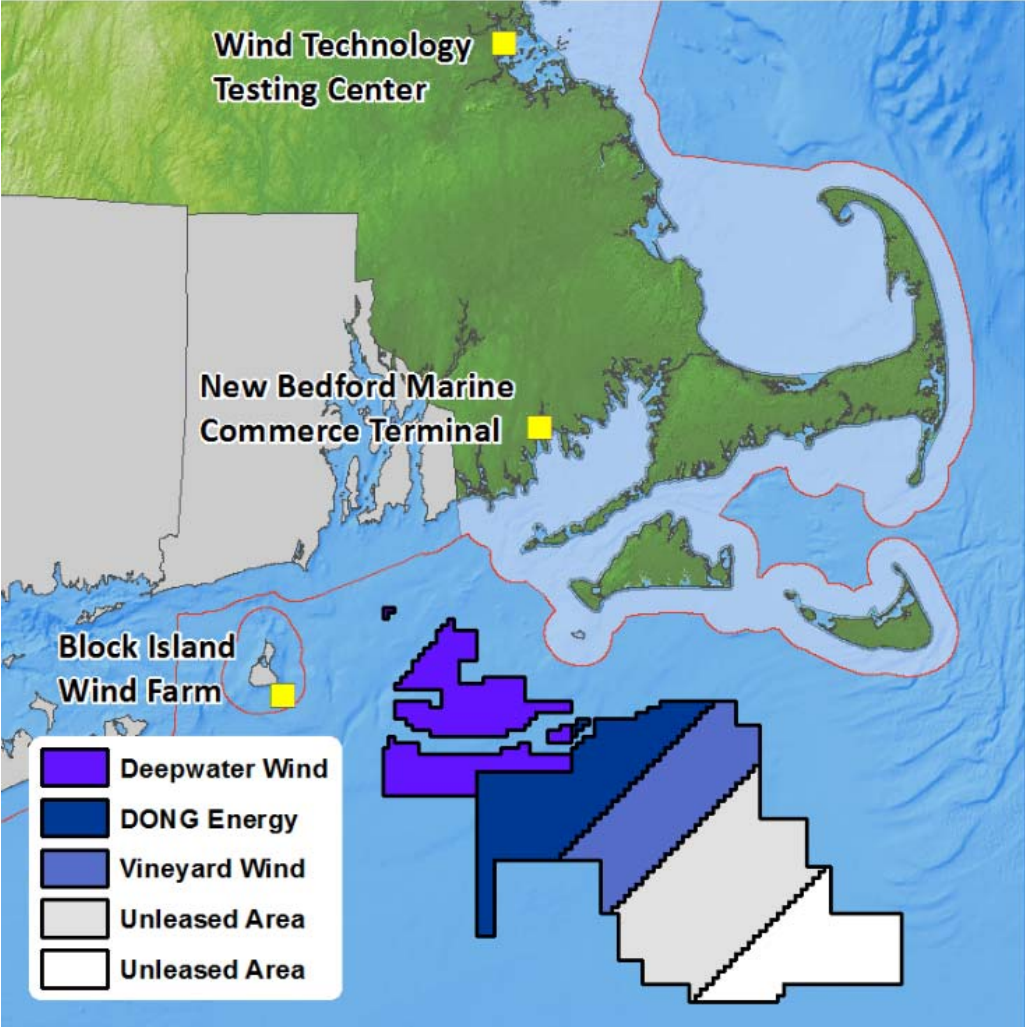 Wind Technology
Testing Center
New Bedford Marine
Commerce Terminal
Block Island
Wind Farm
Deepwater Wind
DONG Energy
Vineyard Wind
Unleased Area
Unleased Area